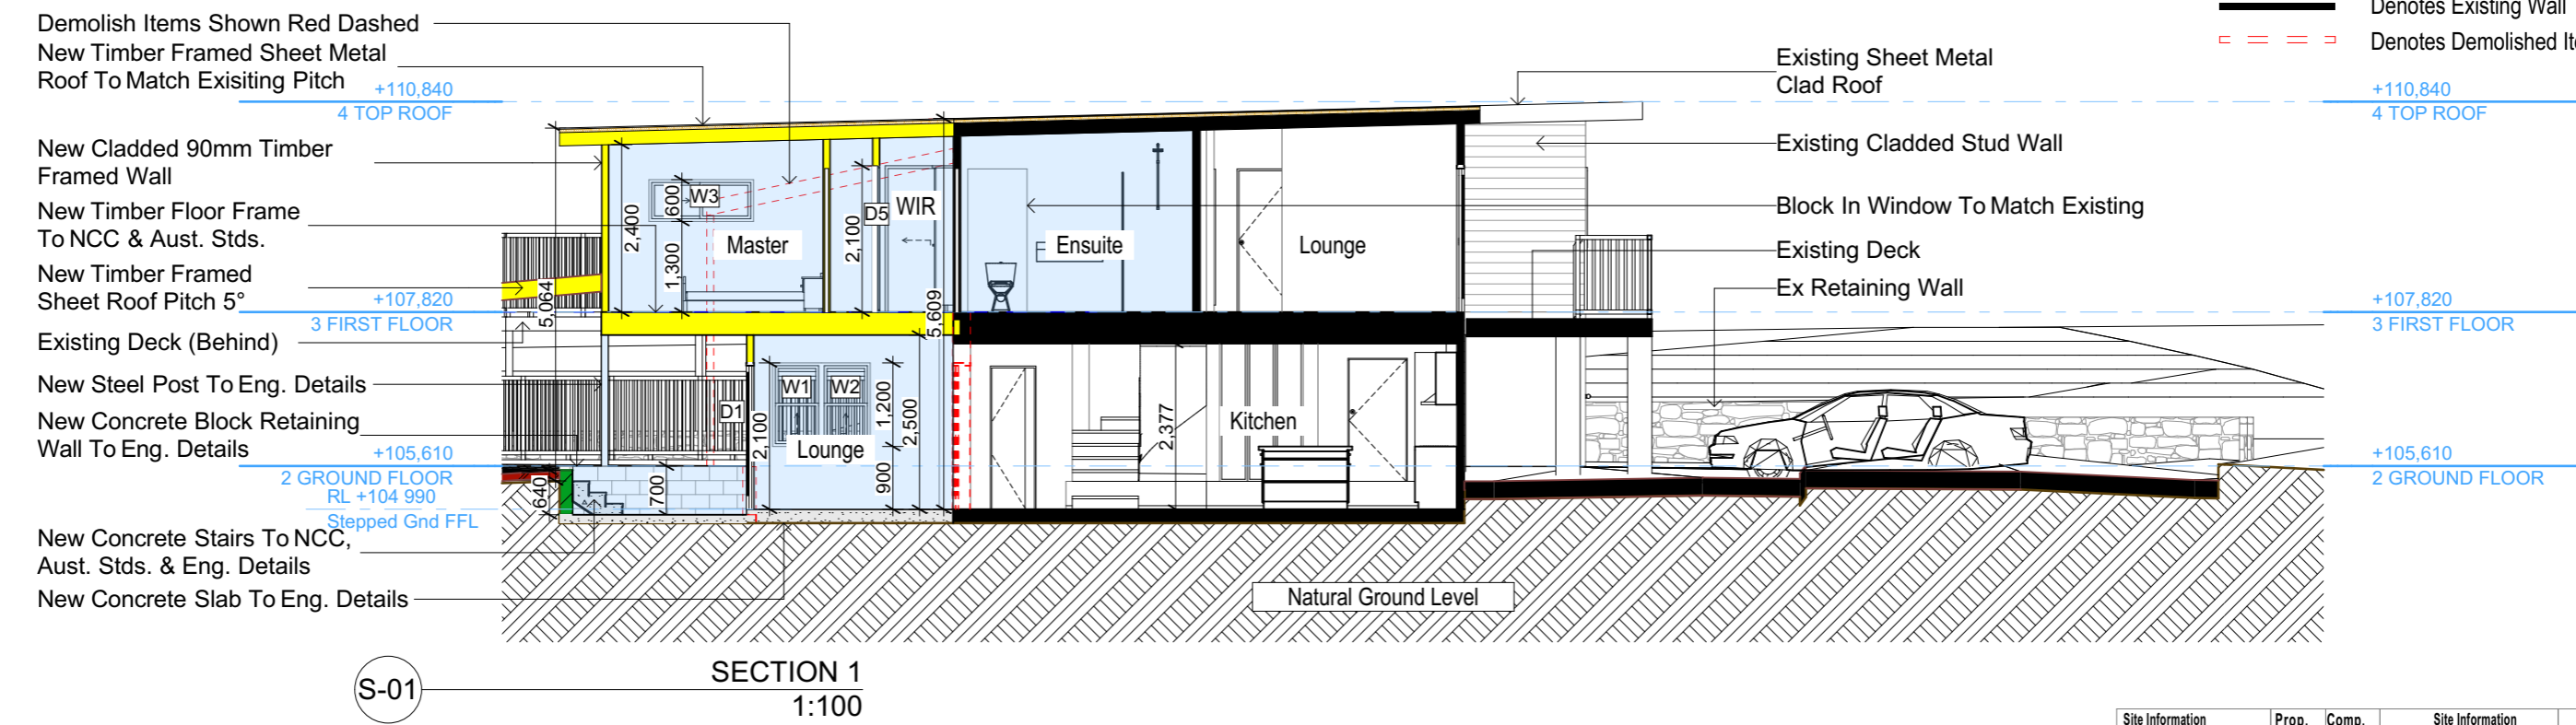 Demolish Items Shown Red Dashed
New Timber Framed Sheet Metal
Roof To Match Exisiting Pitch
+110,840
4 TOP ROOF
New Cladded 90mm Timber
Framed Wall
New Timber Floor Frame
To NCC & Aust. Stds.
New Timber Framed
Sheet Roof Pitch 5°
+107,820
3 FIRST FLOOR
Existing Deck (Behind)
New Steel Post To Eng. Details
New Concrete Block Retaining
Wall To Eng. Details
+105,610
2 GROUND FLOOR
RL +104 990
Stepped Gnd FFL
New Concrete Stairs To NCC,
Aust. Stds. & Eng. Details
New Concrete Slab To Eng. Details
5,064
2,400
600
W3
1,300
Master
2,100
D5
WIR
5,609
Ensuite
Lounge
D1
2,100
W1
W2
Lounge
1,200
900
2,500
640
700
2,377
Kitchen
Natural Ground Level
Denotes Existing Wall
Denotes Demolished
Existing Sheet Metal
Clad Roof
Existing Cladded Stud Wall
Block In Window To Match Existing
Existing Deck
Ex Retaining Wall
+110,840
4 TOP ROOF
+107,820
3 FIRST FLOOR
+105,610
2 GROUND FLOOR
S-01
SECTION 1
1:100
Site Information
Prop.
Comp.
Site Information